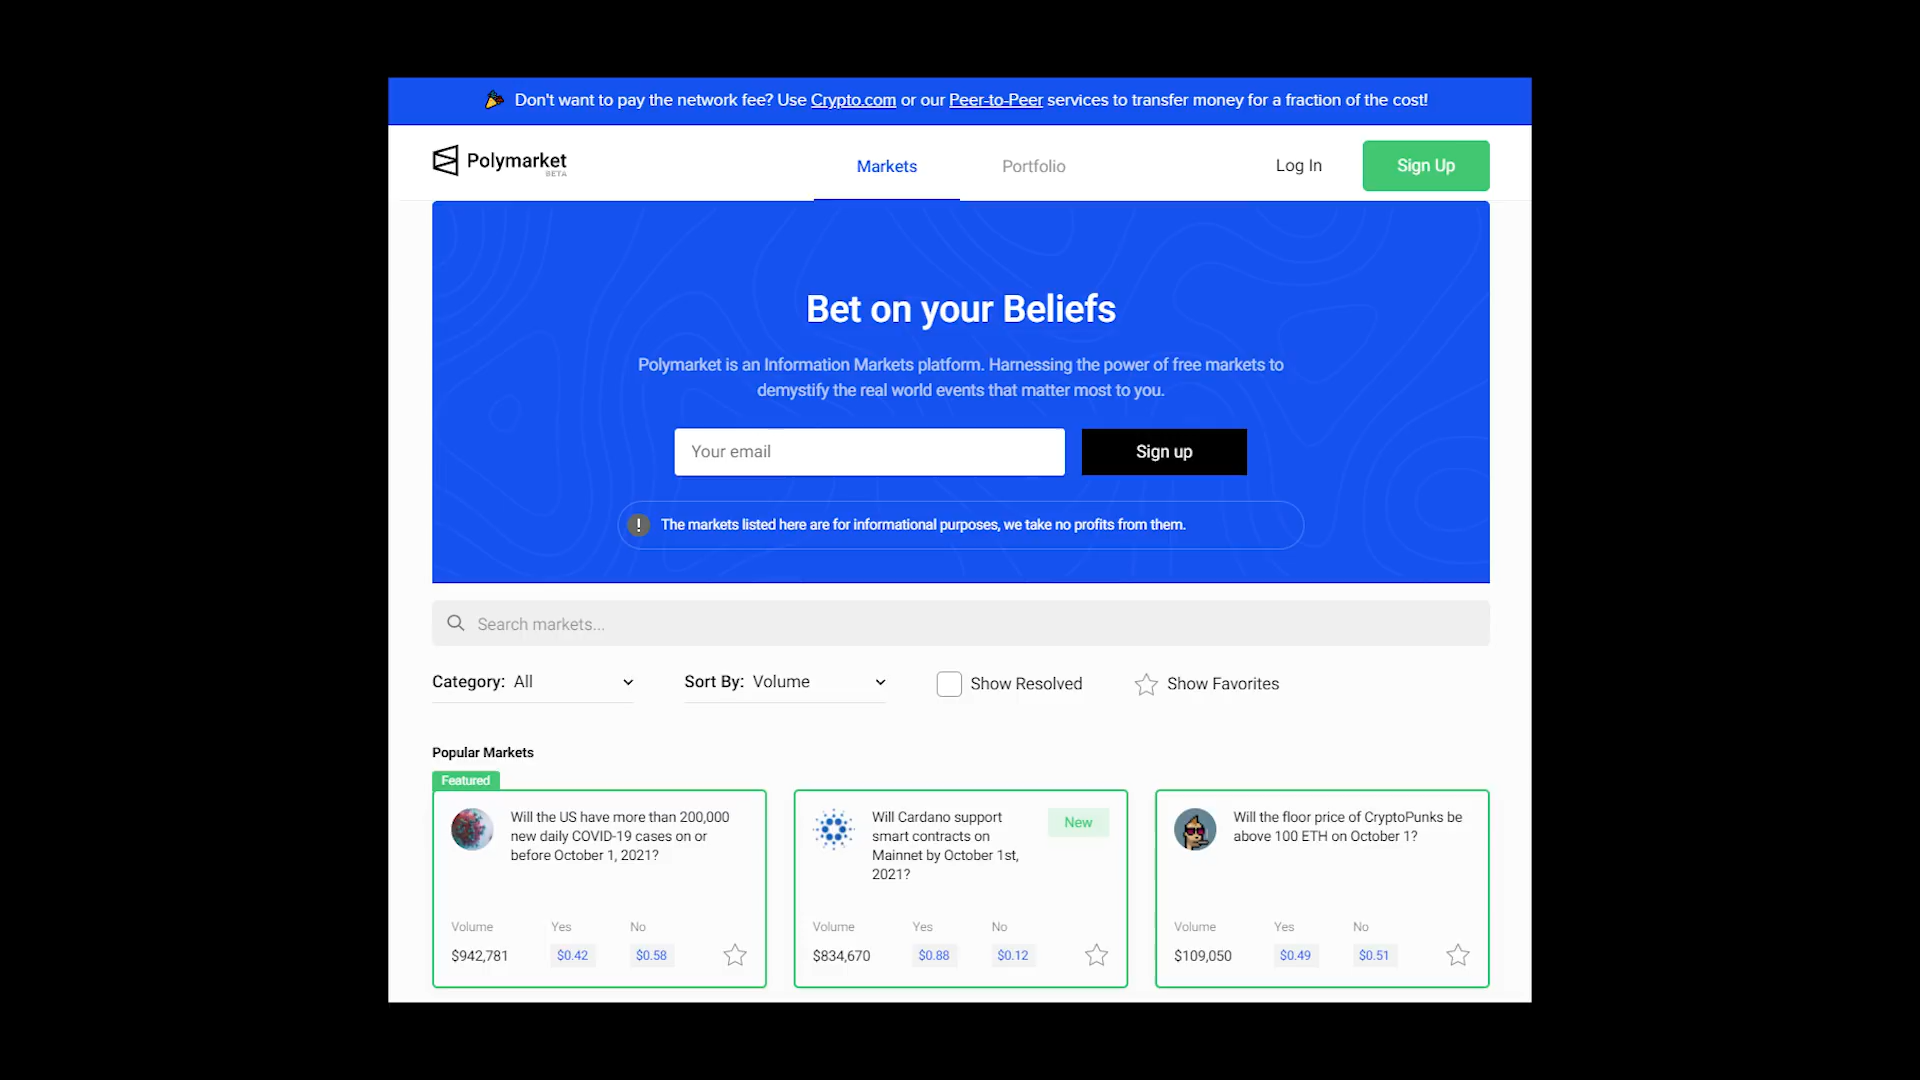 Don't want to pay the network fee? Use Crypto.com or our Peer-to-Peer services to transfer money for a fraction of the cost!
Polymarket
BETA
Markets
Portfolio
Log In
Sign Up
Bet on your Beliefs
Polymarket is an Information Markets platform. Harnessing the power of free markets to
demystify the real world events that matter most to you.
Your email
Sign up
! The markets listed here are for informational purposes, we take no profits from them.
Search markets...
Category: All
Sort By: Volume
Show Resolved
Show Favorites
Popular Markets
Featured
Will the US have more than 200,000
new daily COVID-19 cases on or
before October 1, 2021?
Volume Yes No
$942,781 $0.42 $0.58
Will Cardano support
smart contracts on
Mainnet by October 1st,
2021?
New
Volume Yes No
$834,670 $0.88 $0.12
Will the floor price of CryptoPunks be
above 100 ETH on October 1?
Volume Yes No
$109,050 $0.49 $0.51